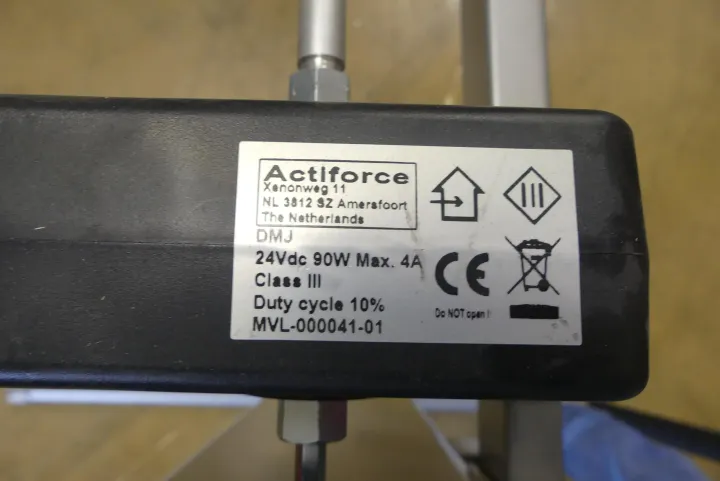 Actiforce
Xenonweg 11
NL 3812 SZ Amersfoort
The Netherlands
DMJ
24Vdc 90W Max. 4A
Class III
Duty cycle 10%
MVL-000041-01
III
CE
Do NOT open !